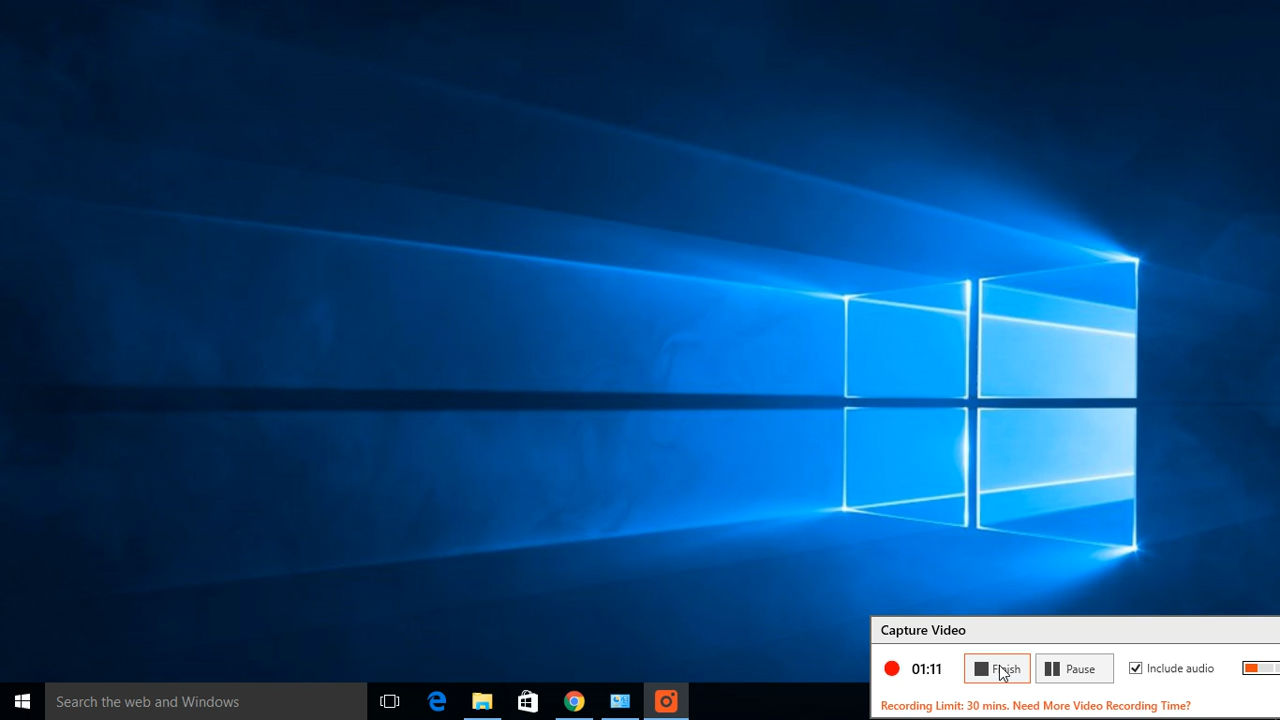 Capture Video
01:11
Finish
Pause
Include audio
Recording Limit: 30 mins. Need More Video Recording Time?
Search the web and Windows